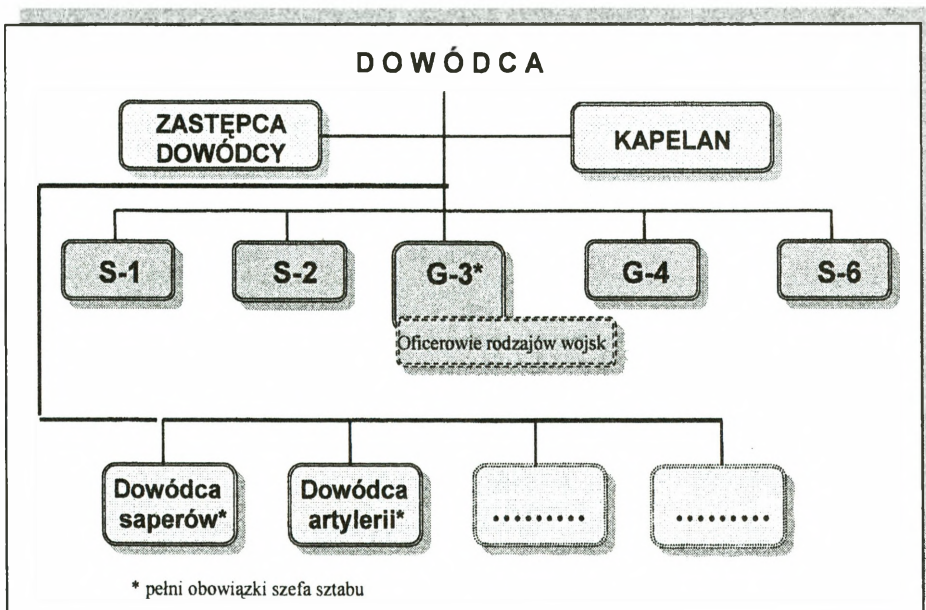 DOWÓDCA
ZASTĘPCA
DOWÓDCY
KAPELAN
S-1
S-2
G-3*
G-4
S-6
Oficerowie rodzajów wojsk
Dowódca
saperów*
Dowódca
artylerii*
.........
.........
* pełni obowiązki szefa sztabu